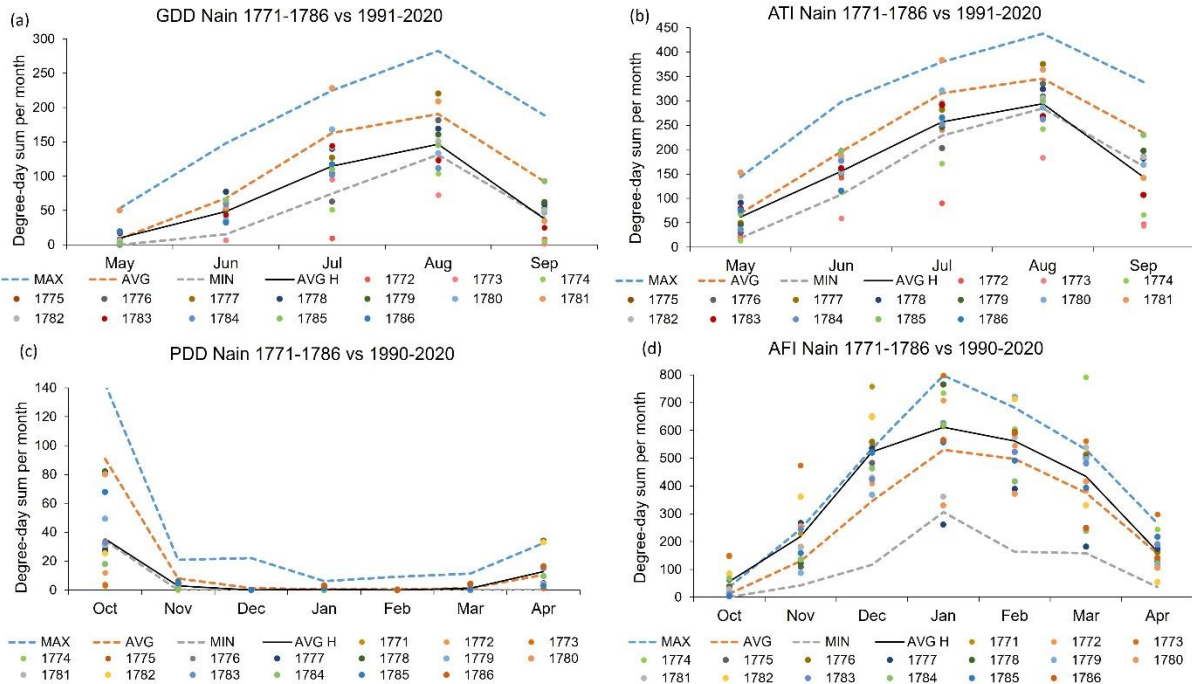 (a)
GDD Nain 1771-1786 vs 1991-2020
Degree-day sum per month
300
250
200
150
100
50
0
May Jun Jul Aug Sep
MAX AVG MIN AVG H 1772 1773 1774
1775 1776 1777 1778 1779 1780 1781
1782 1783 1784 1785 1786
(b)
ATI Nain 1771-1786 vs 1991-2020
Degree-day sum per month
450
400
350
300
250
200
150
100
50
0
May Jun Jul Aug Sep
MAX AVG MIN AVG H 1772 1773 1774
1775 1776 1777 1778 1779 1780 1781
1782 1783 1784 1785 1786
(c)
PDD Nain 1771-1786 vs 1990-2020
Degree-day sum per month
140
120
100
80
60
40
20
0
Oct Nov Dec Jan Feb Mar Apr
MAX AVG MIN AVG H 1771 1772 1773
1774 1775 1776 1777 1778 1779 1780
1781 1782 1783 1784 1785 1786
(d)
AFI Nain 1771-1786 vs 1990-2020
Degree-day sum per month
800
700
600
500
400
300
200
100
0
Oct Nov Dec Jan Feb Mar Apr
MAX AVG MIN AVG H 1771 1772 1773
1774 1775 1776 1777 1778 1779 1780
1781 1782 1783 1784 1785 1786